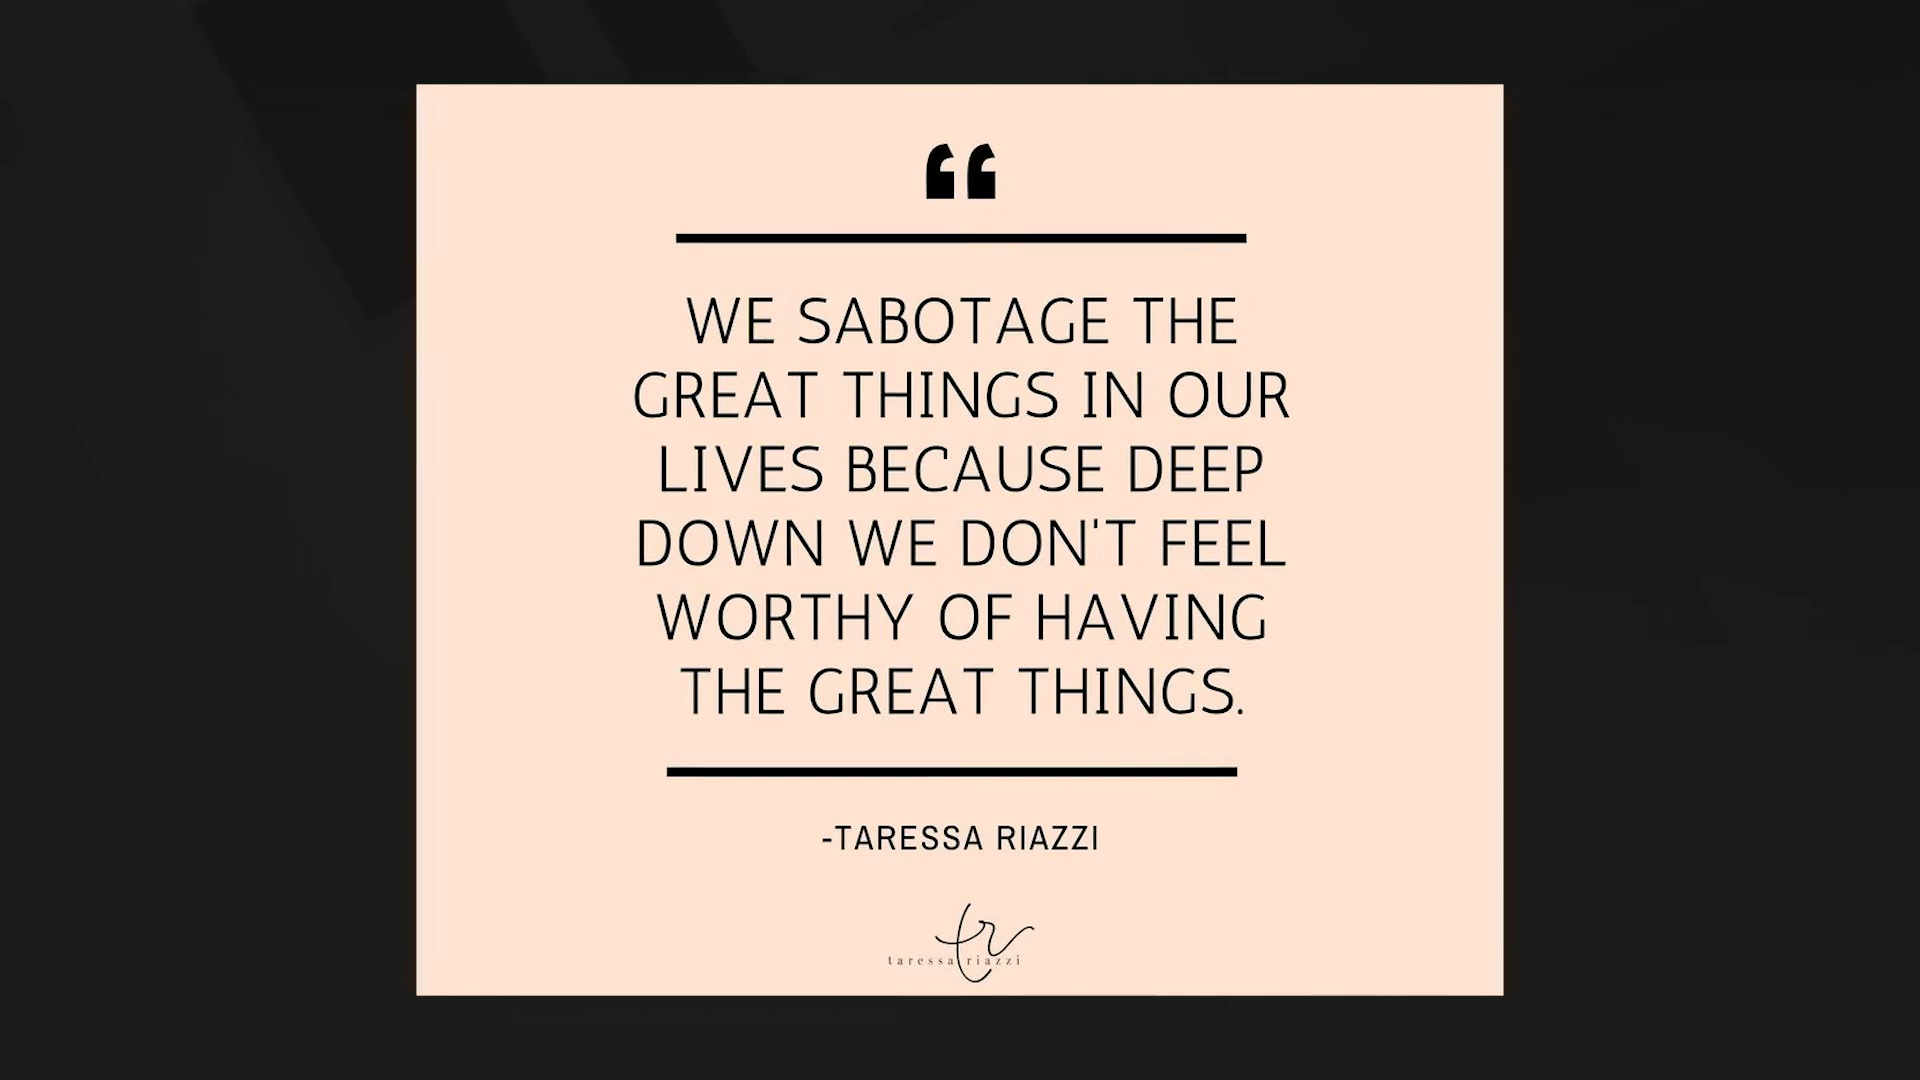 “
WE SABOTAGE THE
GREAT THINGS IN OUR
LIVES BECAUSE DEEP
DOWN WE DON'T FEEL
WORTHY OF HAVING
THE GREAT THINGS.
-TARESSA RIAZZI
tr
taressa riazzi